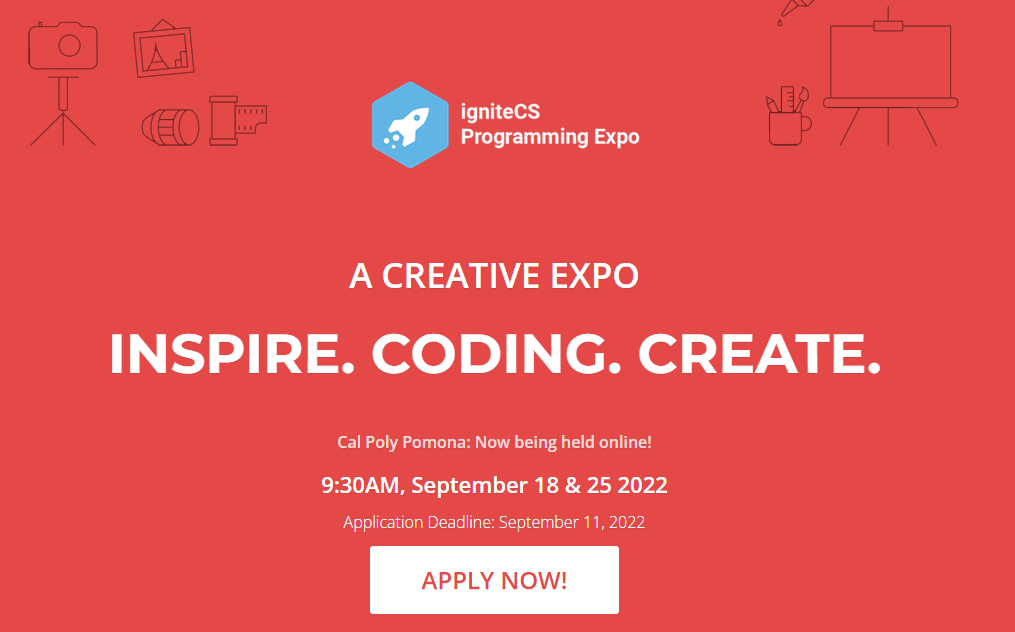 igniteCS
Programming Expo
A CREATIVE EXPO
INSPIRE. CODING. CREATE.
Cal Poly Pomona: Now being held online!
9:30AM, September 18 & 25 2022
Application Deadline: September 11, 2022
APPLY NOW!